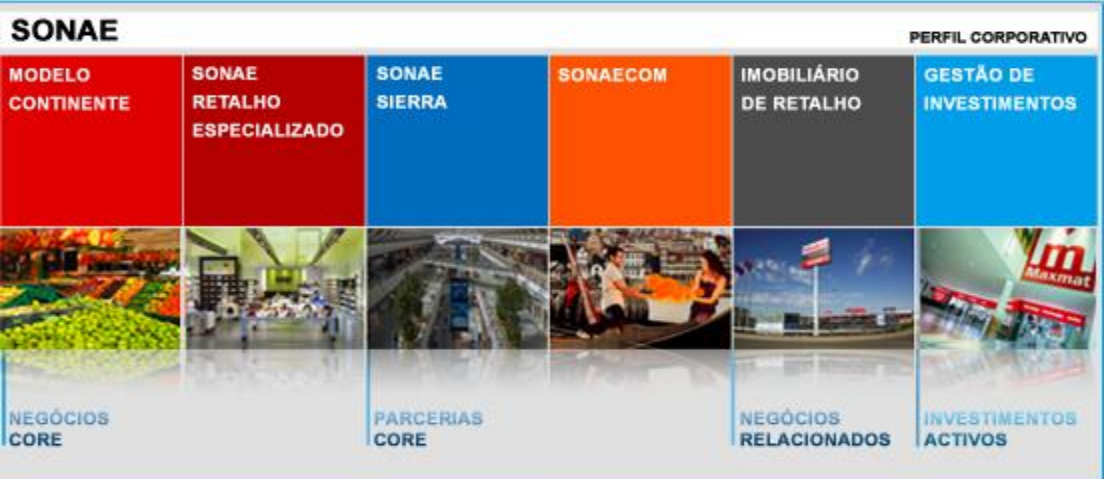 SONAE
PERFIL CORPORATIVO
MODELO
CONTINENTE
SONAE
RETALHO
ESPECIALIZADO
SONAE
SIERRA
SONAECOM
IMOBILIÁRIO
DE RETALHO
GESTÃO DE
INVESTIMENTOS
m
Maxmat
NEGÓCIOS
CORE
PARCERIAS
CORE
NEGÓCIOS
RELACIONADOS
INVESTIMENTOS
ACTIVOS